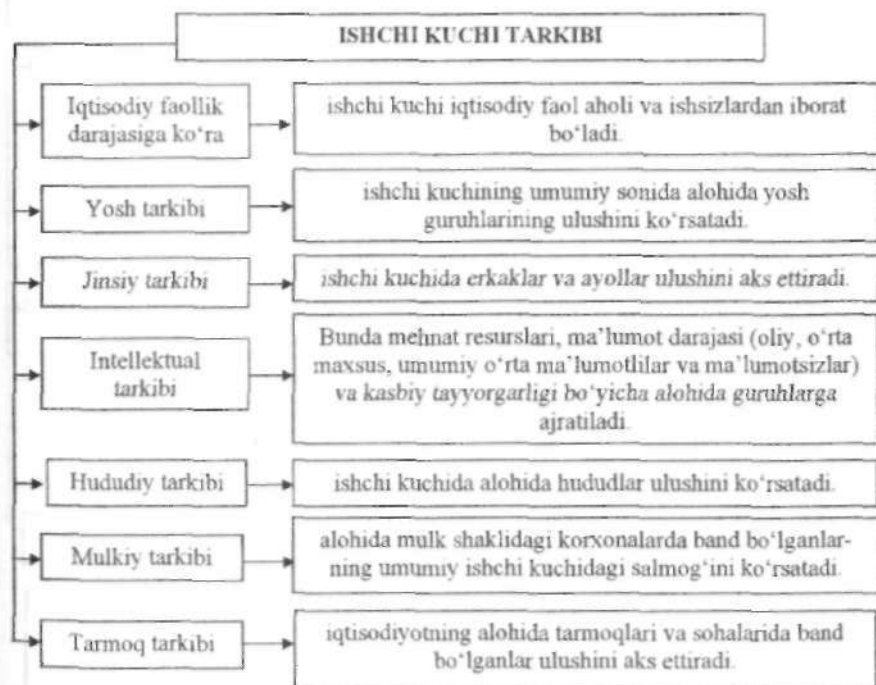 ISHCHI KUCHI TARKIBI
Iqtisodiy faollik
darajasiga ko‘ra
ishchi kuchi iqtisodiy faol aholi va ishsizlardan iborat
bo‘ladi.
Yosh tarkibi
ishchi kuchining umumiy sonida alohida yosh
guruhlarining ulushini ko‘rsatadi.
Jinsiy tarkibi
ishchi kuchida erkaklar va ayollar ulushini aks ettiradi.
Intellektual
tarkibi
Bunda mehnat resurslari, ma’lumot darajasi (oliy, o‘rta
maxsus, umumiy o‘rta ma’lumotlilar va ma’lumotsizlar)
va kasbiy tayyorgarligi bo‘yicha alohida guruhlarga
ajratiladi.
Hududiy tarkibi
ishchi kuchida alohida hududlar ulushini ko‘rsatadi.
Mulkiy tarkibi
alohida mulk shaklidagi korxonalarda band bo‘lganlar-
ning umumiy ishchi kuchidagi salmog‘ini ko‘rsatadi.
Tarmoq tarkibi
iqtisodiyotning alohida tarmoqlari va sohalarida band
bo‘lganlar ulushini aks ettiradi.